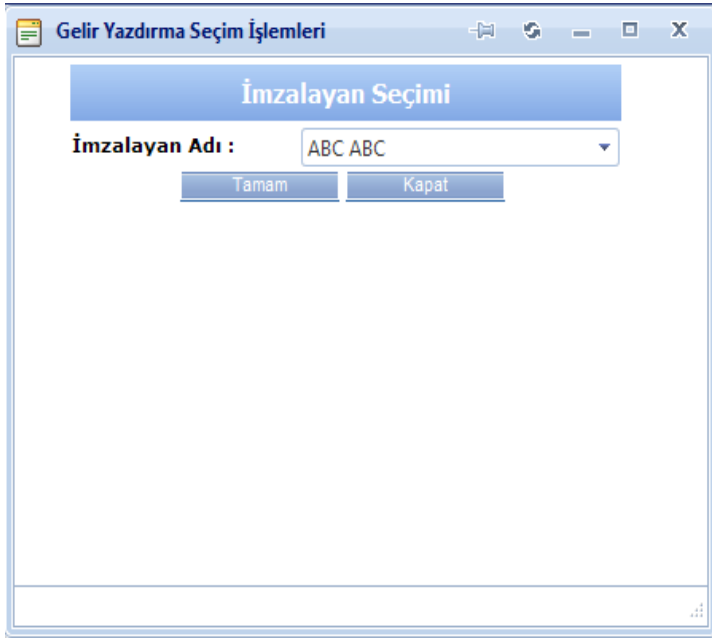 Gelir Yazdırma Seçim İşlemleri
İmzalayan Seçimi
İmzalayan Adı : ABC ABC
Tamam Kapat